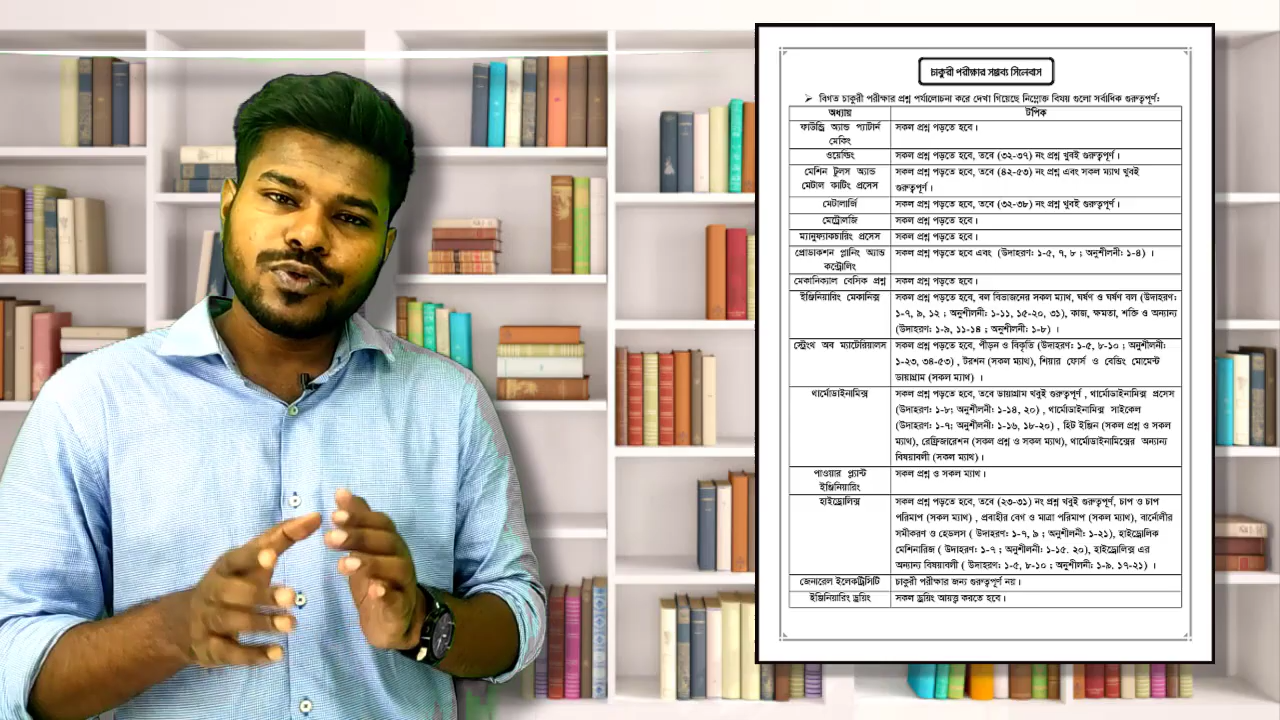 চাকুরী পরীক্ষার সম্ভাব্য সিলেবাস
➢ বিগত চাকুরী পরীক্ষার প্রশ্ন পর্যালোচনা করে দেখা গিয়েছে নিম্নোক্ত বিষয় গুলো সর্বাধিক গুরুত্বপূর্ণ:
অধ্যায় টপিক
ফাউন্ড্রি অ্যান্ড প্যাটার্ন সকল প্রশ্ন পড়তে হবে।
মেকিং
ওয়েল্ডিং সকল প্রশ্ন পড়তে হবে, তবে (৩২-৩৭) নং প্রশ্ন খুবই গুরুত্বপূর্ণ।
মেশিন টুলস অ্যান্ড সকল প্রশ্ন পড়তে হবে, তবে (৪২-৫৩) নং প্রশ্ন এবং সকল ম্যাথ খুবই
মেটাল কাটিং প্রসেস গুরুত্বপূর্ণ।
মেটালার্জি সকল প্রশ্ন পড়তে হবে, তবে (৩২-৩৮) নং প্রশ্ন খুবই গুরুত্বপূর্ণ।
মেট্রোলজি সকল প্রশ্ন পড়তে হবে।
ম্যানুফ্যাকচারিং প্রসেস সকল প্রশ্ন পড়তে হবে।
প্রোডাকশন প্লানিং অ্যান্ড সকল প্রশ্ন পড়তে হবে এবং (উদাহরণ: ১-৫, ৭, ৮ ; অনুশীলনী: ১-৪) ।
কন্ট্রোলিং
মেকানিক্যাল বেসিক প্রশ্ন সকল প্রশ্ন পড়তে হবে।
ইঞ্জিনিয়ারিং মেকানিক্স সকল প্রশ্ন পড়তে হবে, বল বিভাজনের সকল ম্যাথ, ঘর্ষণ ও ঘর্ষণ বল (উদাহরণ:
১-৭, ৯, ১২ ; অনুশীলনী: ১-১১, ১৫-২০, ৩১), কাজ, ক্ষমতা, শক্তি ও অন্যান্য
(উদাহরণ: ১-৯, ১১-১৪ ; অনুশীলনী: ১-৮) ।
স্ট্রেংথ অব ম্যাটেরিয়ালস সকল প্রশ্ন পড়তে হবে, পীড়ন ও বিকৃতি (উদাহরণ: ১-৫, ৮-১০ ; অনুশীলনী:
১-২৩, ৩৪-৫৩) , টরশন (সকল ম্যাথ), শিয়ার ফোর্স ও বেন্ডিং মোমেন্ট
ডায়াগ্রাম (সকল ম্যাথ) ।
থার্মোডাইনামিক্স সকল প্রশ্ন পড়তে হবে, তবে ডায়াগ্রাম খুবই গুরুত্বপূর্ণ , থার্মোডাইনামিক্স প্রসেস
(উদাহরণ: ১-৮; অনুশীলনী: ১-১৪, ২০) , থার্মোডাইনামিক্স সাইকেল
(উদাহরণ: ১-৭; অনুশীলনী: ১-১৬, ১৮-২০) , হিট ইঞ্জিন (সকল প্রশ্ন ও সকল
ম্যাথ), রেফ্রিজারেশন (সকল প্রশ্ন ও সকল ম্যাথ), থার্মোডাইনামিক্সের অন্যান্য
বিষয়াবলী (সকল ম্যাথ)।
পাওয়ার প্ল্যান্ট সকল প্রশ্ন ও সকল ম্যাথ।
ইঞ্জিনিয়ারিং
হাইড্রোলিক্স সকল প্রশ্ন পড়তে হবে, তবে (২৩-৩১) নং প্রশ্ন খুবই গুরুত্বপূর্ণ, চাপ ও চাপ
পরিমাপ (সকল ম্যাথ) , প্রবাহীর বেগ ও মাত্রা পরিমাপ (সকল ম্যাথ), বার্নোলীর
সমীকরণ ও হেডলস ( উদাহরণ: ১-৭, ৯ ; অনুশীলনী: ১-২১), হাইড্রোলিক
মেশিনারিজ ( উদাহরণ: ১-৭ ; অনুশীলনী: ১-১৫. ২০), হাইড্রোলিক্স এর
অন্যান্য বিষয়াবলী ( উদাহরণ: ১-৫, ৮-১০ ; অনুশীলনী: ১-৯, ১৭-২১) ।
জেনারেল ইলেকট্রিসিটি চাকুরী পরীক্ষার জন্য গুরুত্বপূর্ণ নয়।
ইঞ্জিনিয়ারিং ড্রয়িং সকল ড্রয়িং আয়ত্ত্ব করতে হবে।